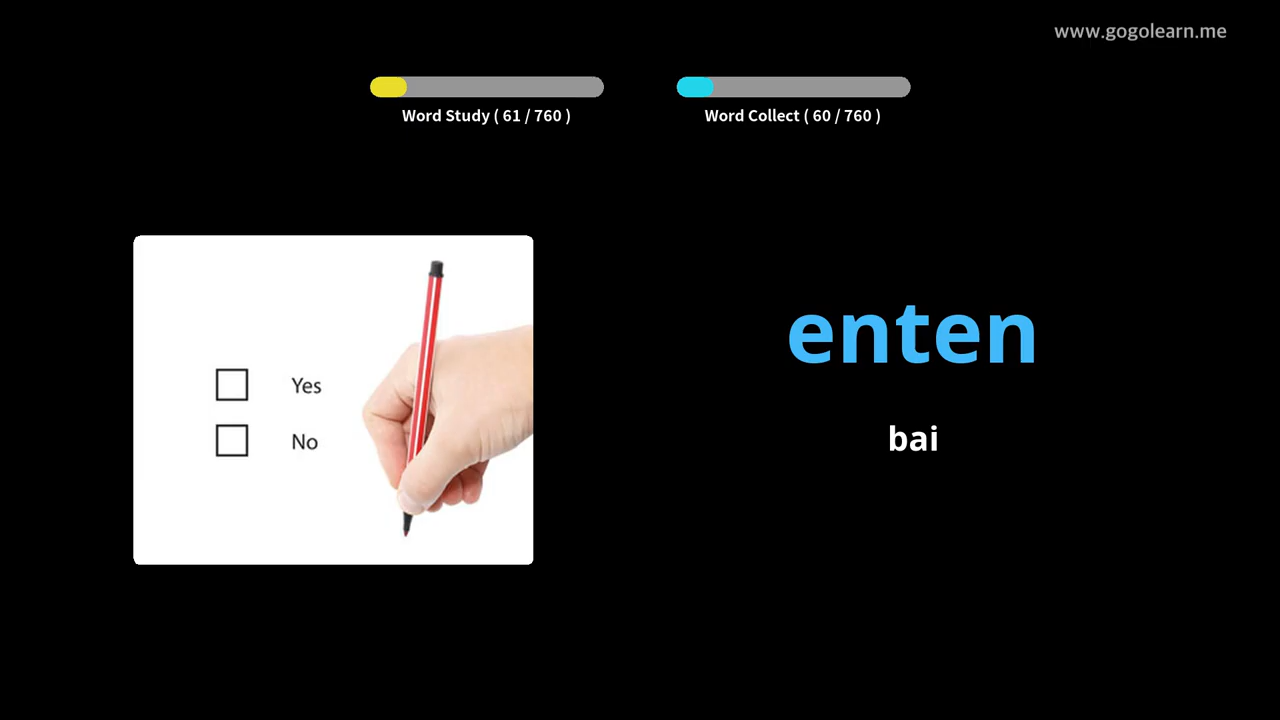 www.gogolearn.me
Word Study ( 61 / 760 )
Word Collect ( 60 / 760 )
Yes
No
enten
bai